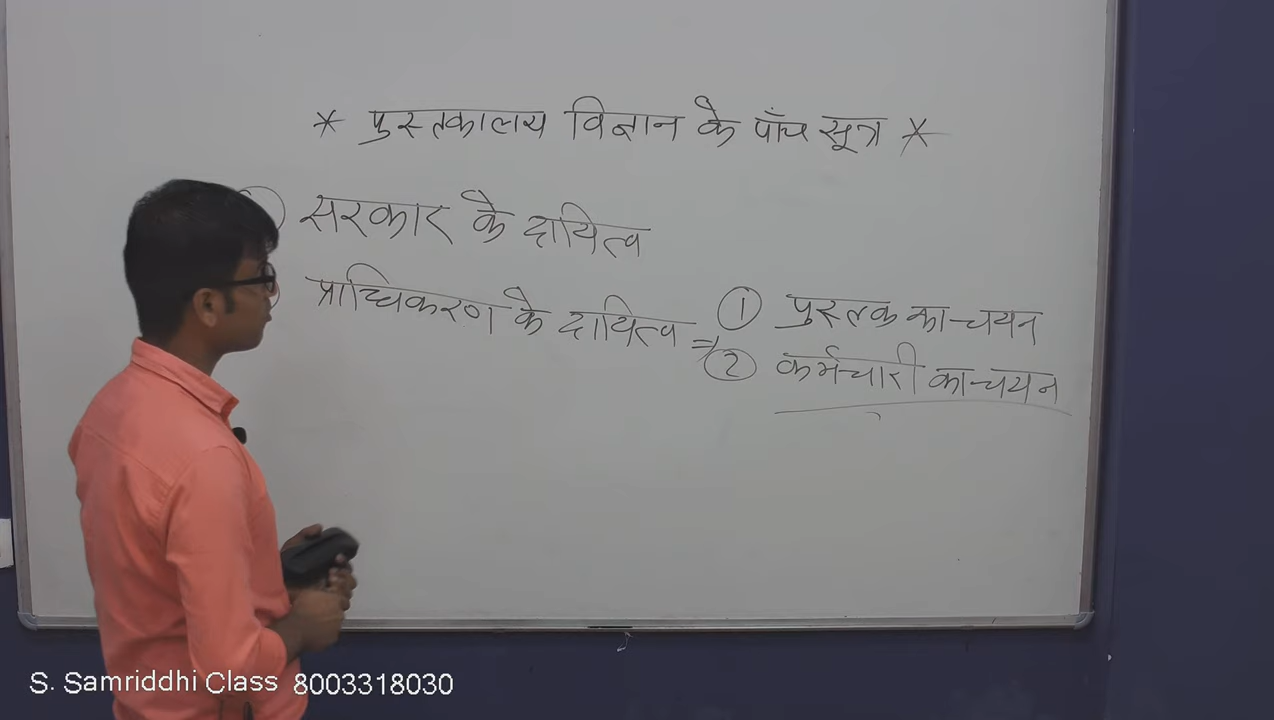 * पुस्तकालय विज्ञान के पाँच सूत्र *
सरकार के दायित्व
प्राधिकरण के दायित्व => ① पुस्तक का चयन
② कर्मचारी का चयन
S. Samriddhi Class 8003318030